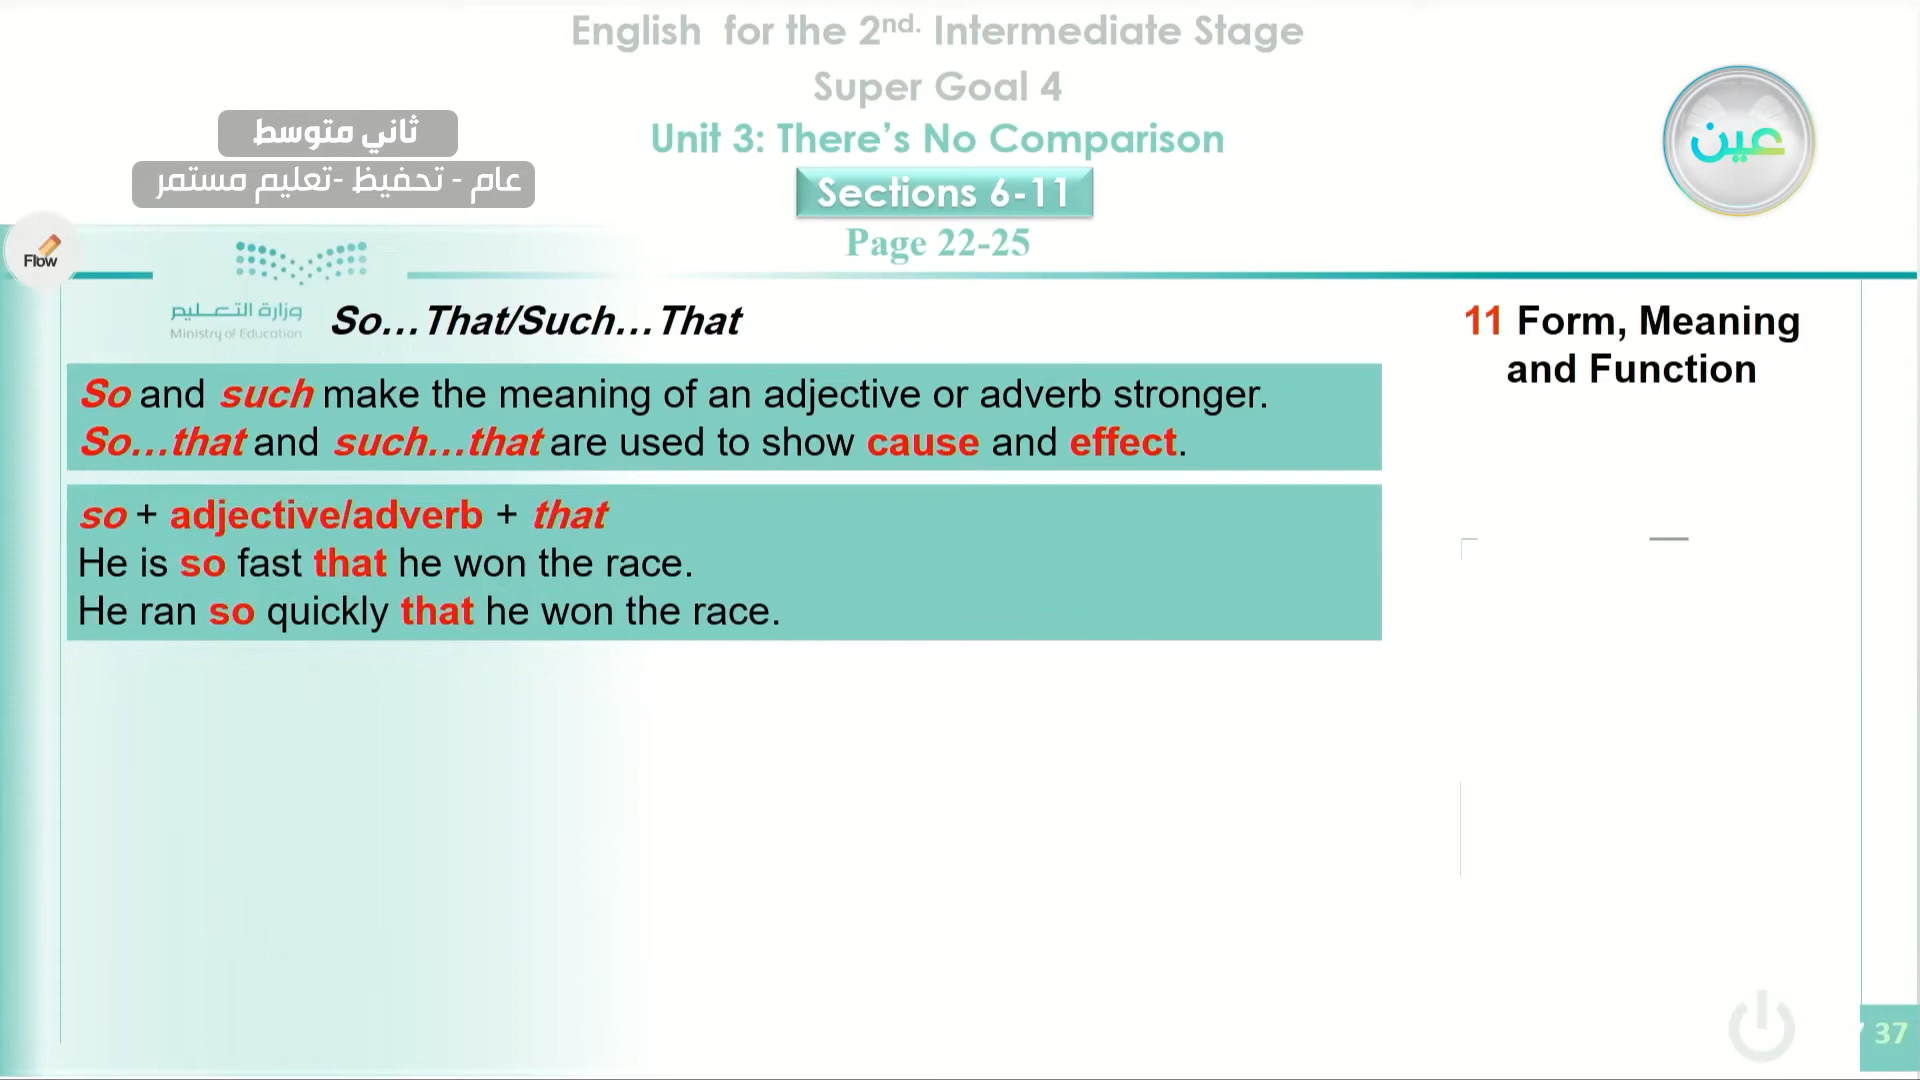 English for the 2nd. Intermediate Stage
Super Goal 4
Unit 3: There's No Comparison
Sections 6-11
Page 22-25
ثاني متوسط
عام - تحفيظ -تعليم مستمر
عين
Flow
وزارة التعليم
Ministry of Education
So...That/Such...That
11 Form, Meaning
and Function
So and such make the meaning of an adjective or adverb stronger.
So...that and such...that are used to show cause and effect.
so + adjective/adverb + that
He is so fast that he won the race.
He ran so quickly that he won the race.
/ 37